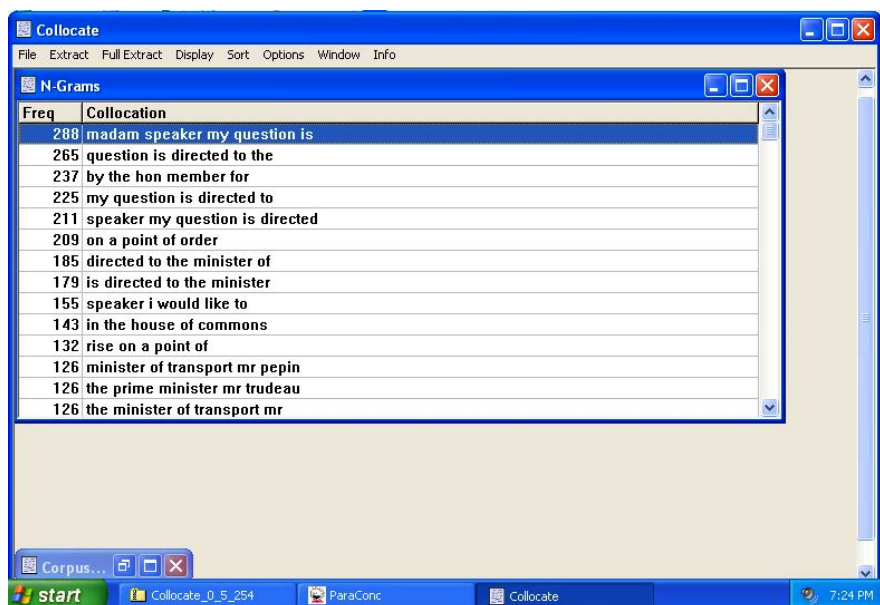 Collocate
File Extract Full Extract Display Sort Options Window Info
N-Grams
Freq Collocation
288 madam speaker my question is
265 question is directed to the
237 by the hon member for
225 my question is directed to
211 speaker my question is directed
209 on a point of order
185 directed to the minister of
179 is directed to the minister
155 speaker i would like to
143 in the house of commons
132 rise on a point of
126 minister of transport mr pepin
126 the prime minister mr trudeau
126 the minister of transport mr
Corpus...
start Collocate_0_5_254 ParaConc Collocate 7:24 PM